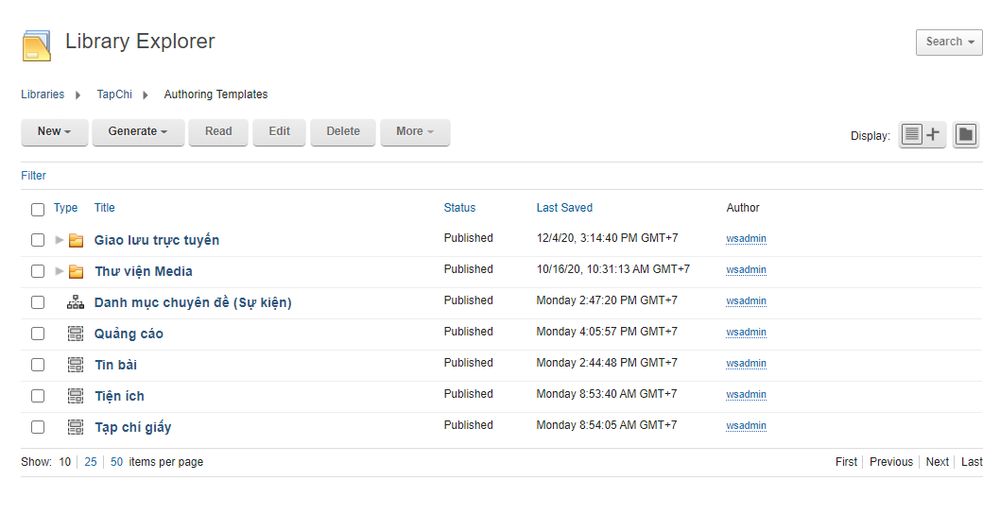 Library Explorer
Search
Libraries TapChi Authoring Templates
New Generate Read Edit Delete More Display:
Filter
Type Title Status Last Saved Author
Giao lưu trực tuyến Published 12/4/20, 3:14:40 PM GMT+7 wsadmin
Thư viện Media Published 10/16/20, 10:31:13 AM GMT+7 wsadmin
Danh mục chuyên đề (Sự kiện) Published Monday 2:47:20 PM GMT+7 wsadmin
Quảng cáo Published Monday 4:05:57 PM GMT+7 wsadmin
Tin bài Published Monday 2:44:48 PM GMT+7 wsadmin
Tiện ích Published Monday 8:53:40 AM GMT+7 wsadmin
Tạp chí giấy Published Monday 8:54:05 AM GMT+7 wsadmin
Show: 10 25 50 items per page First Previous Next Last